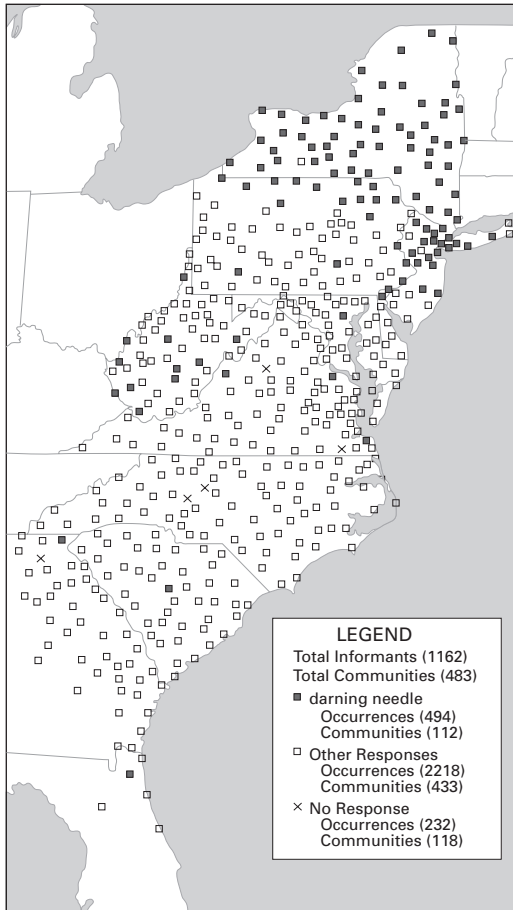 LEGEND
Total Informants (1162)
Total Communities (483)
darning needle
Occurrences (494)
Communities (112)
Other Responses
Occurrences (2218)
Communities (433)
No Response
Occurrences (232)
Communities (118)